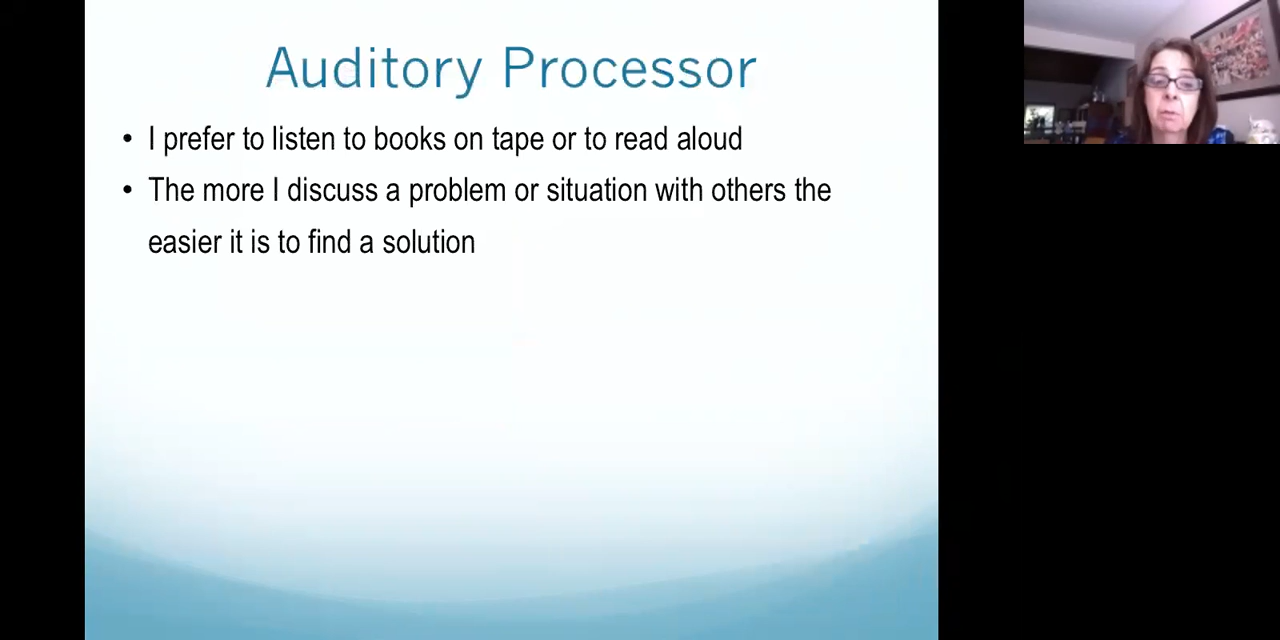 Auditory Processor
• I prefer to listen to books on tape or to read aloud
• The more I discuss a problem or situation with others the
easier it is to find a solution